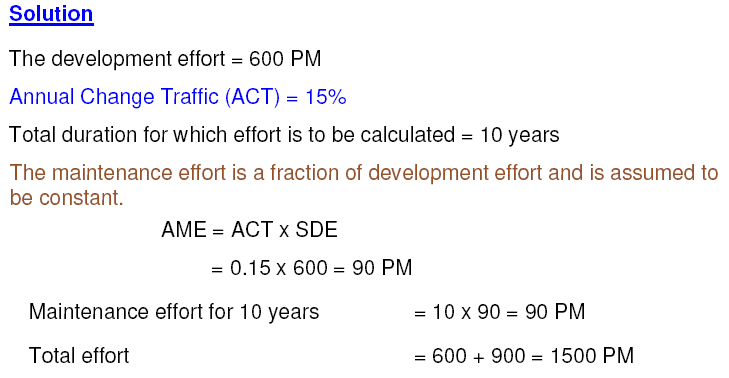 Solution
The development effort = 600 PM
Annual Change Traffic (ACT) = 15%
Total duration for which effort is to be calculated = 10 years
The maintenance effort is a fraction of development effort and is assumed to
be constant.
AME = ACT x SDE
= 0.15 x 600 = 90 PM
Maintenance effort for 10 years = 10 x 90 = 90 PM
Total effort = 600 + 900 = 1500 PM